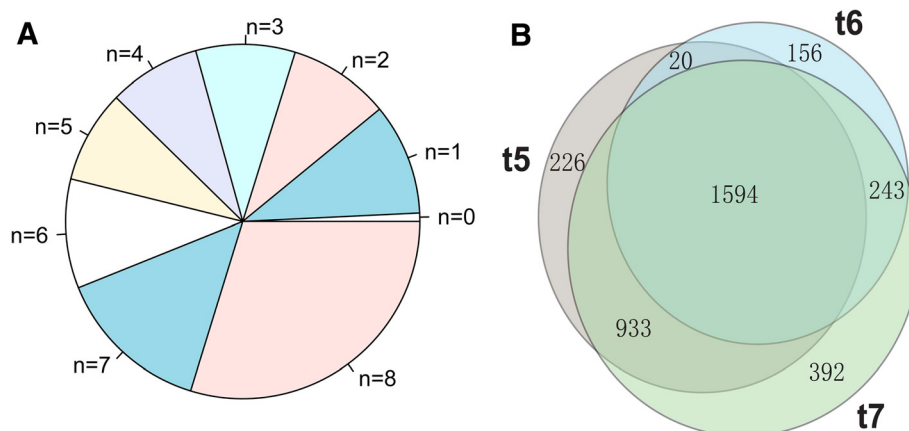 A
n=3
n=4
n=2
n=5
n=1
n=0
n=6
n=7
n=8
B
t6
20
156
t5
226
1594
243
933
392
t7